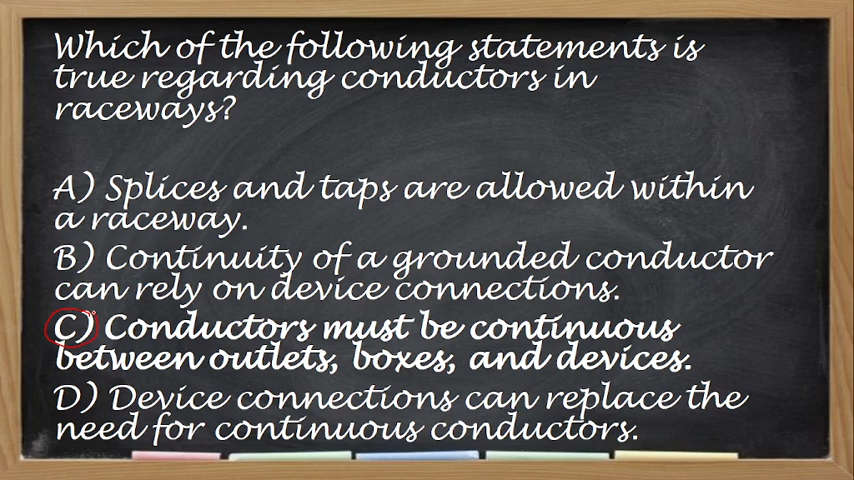 Which of the following statements is
true regarding conductors in
raceways?
A) Splices and taps are allowed within
a raceway.
B) Continuity of a grounded conductor
can rely on device connections.
C) Conductors must be continuous
between outlets, boxes, and devices.
D) Device connections can replace the
need for continuous conductors.